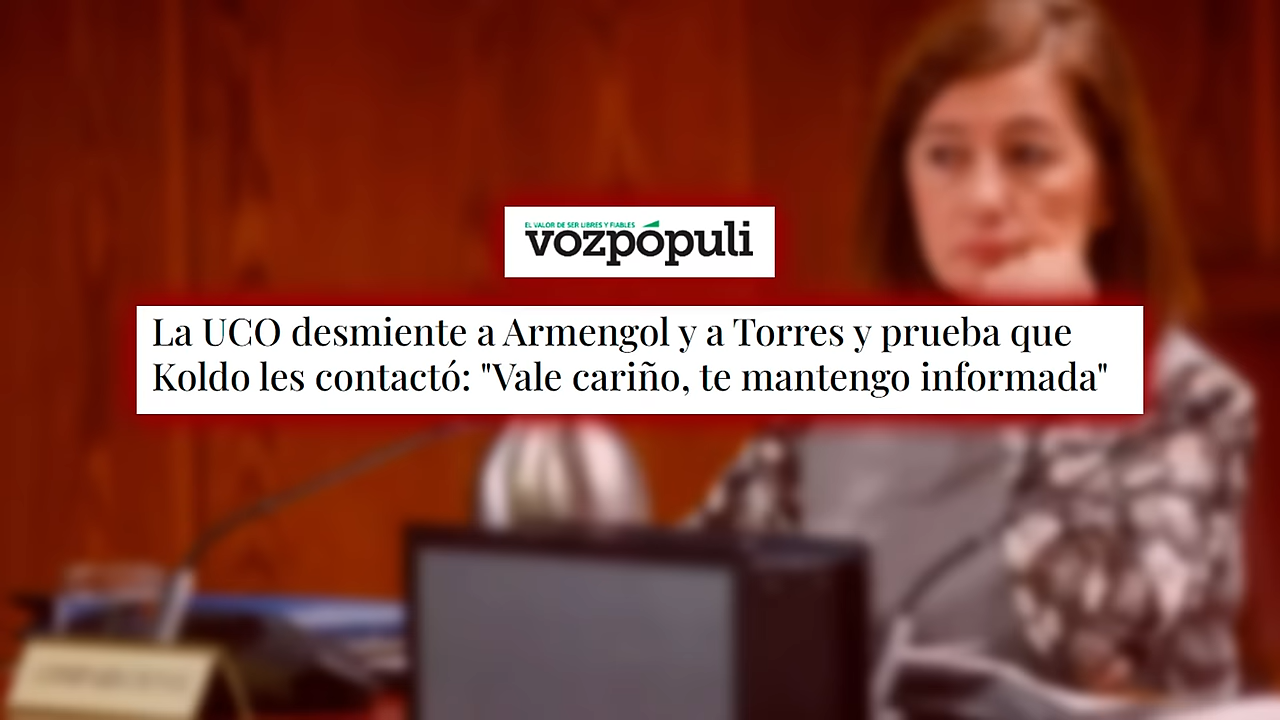 EL VALOR DE SER LIBRES Y FIABLES
vozpópuli
La UCO desmiente a Armengol y a Torres y prueba que
Koldo les contactó: "Vale cariño, te mantengo informada"